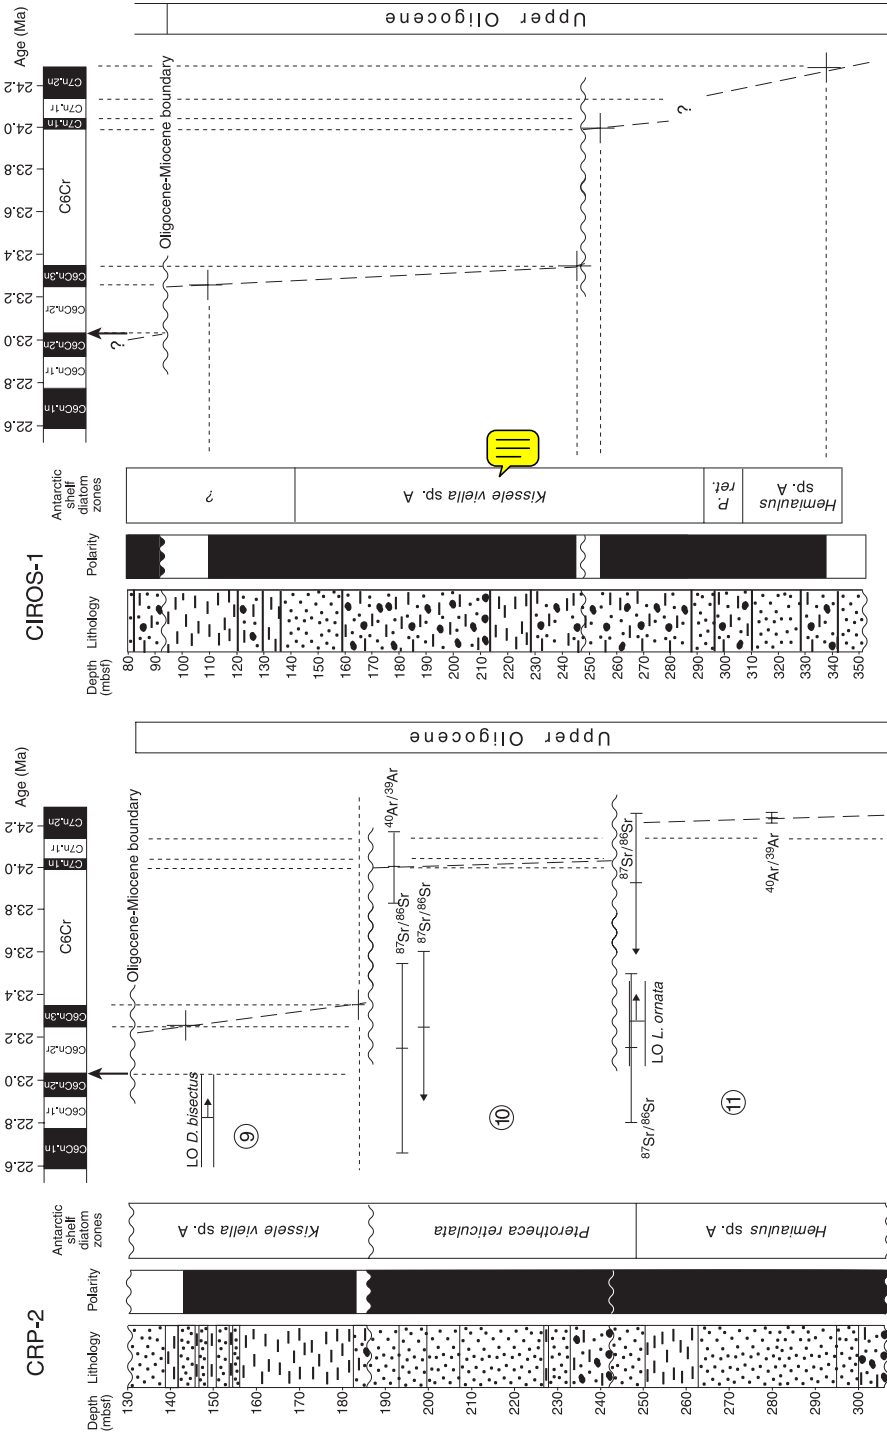 CIROS-1
Depth
(mbsf)
Lithology
Polarity
Antarctic
shelf
diatom
zones
Age (Ma)
80
90
100
110
120
130
140
150
160
170
180
190
200
210
220
230
240
250
260
270
280
290
300
310
320
330
340
350
?
Kissele viella sp. A
P.
ret.
Hemiaulus
sp. A
22.6
22.8
23.0
23.2
23.4
23.6
23.8
24.0
24.2
C6Cn.1n
C6Cn.1r
C6Cn.2n
C6Cn.2r
C6Cn.3n
C6Cr
C7n.1n
C7n.1r
C7n.2n
?
Oligocene-Miocene boundary
?
Upper Oligocene
CRP-2
Depth
(mbsf)
Lithology
Polarity
Antarctic
shelf
diatom
zones
Age (Ma)
130
140
150
160
170
180
190
200
210
220
230
240
250
260
270
280
290
300
Kissele viella sp. A
Pterotheca reticulata
Hemiaulus sp. A
22.6
22.8
23.0
23.2
23.4
23.6
23.8
24.0
24.2
C6Cn.1n
C6Cn.1r
C6Cn.2n
C6Cn.2r
C6Cn.3n
C6Cr
C7n.1n
C7n.1r
C7n.2n
Oligocene-Miocene boundary
LO D. bisectus
9
40Ar/39Ar
87Sr/86Sr
87Sr/86Sr
10
87Sr/86Sr
LO L. ornata
87Sr/86Sr
11
40Ar/39Ar
Upper Oligocene